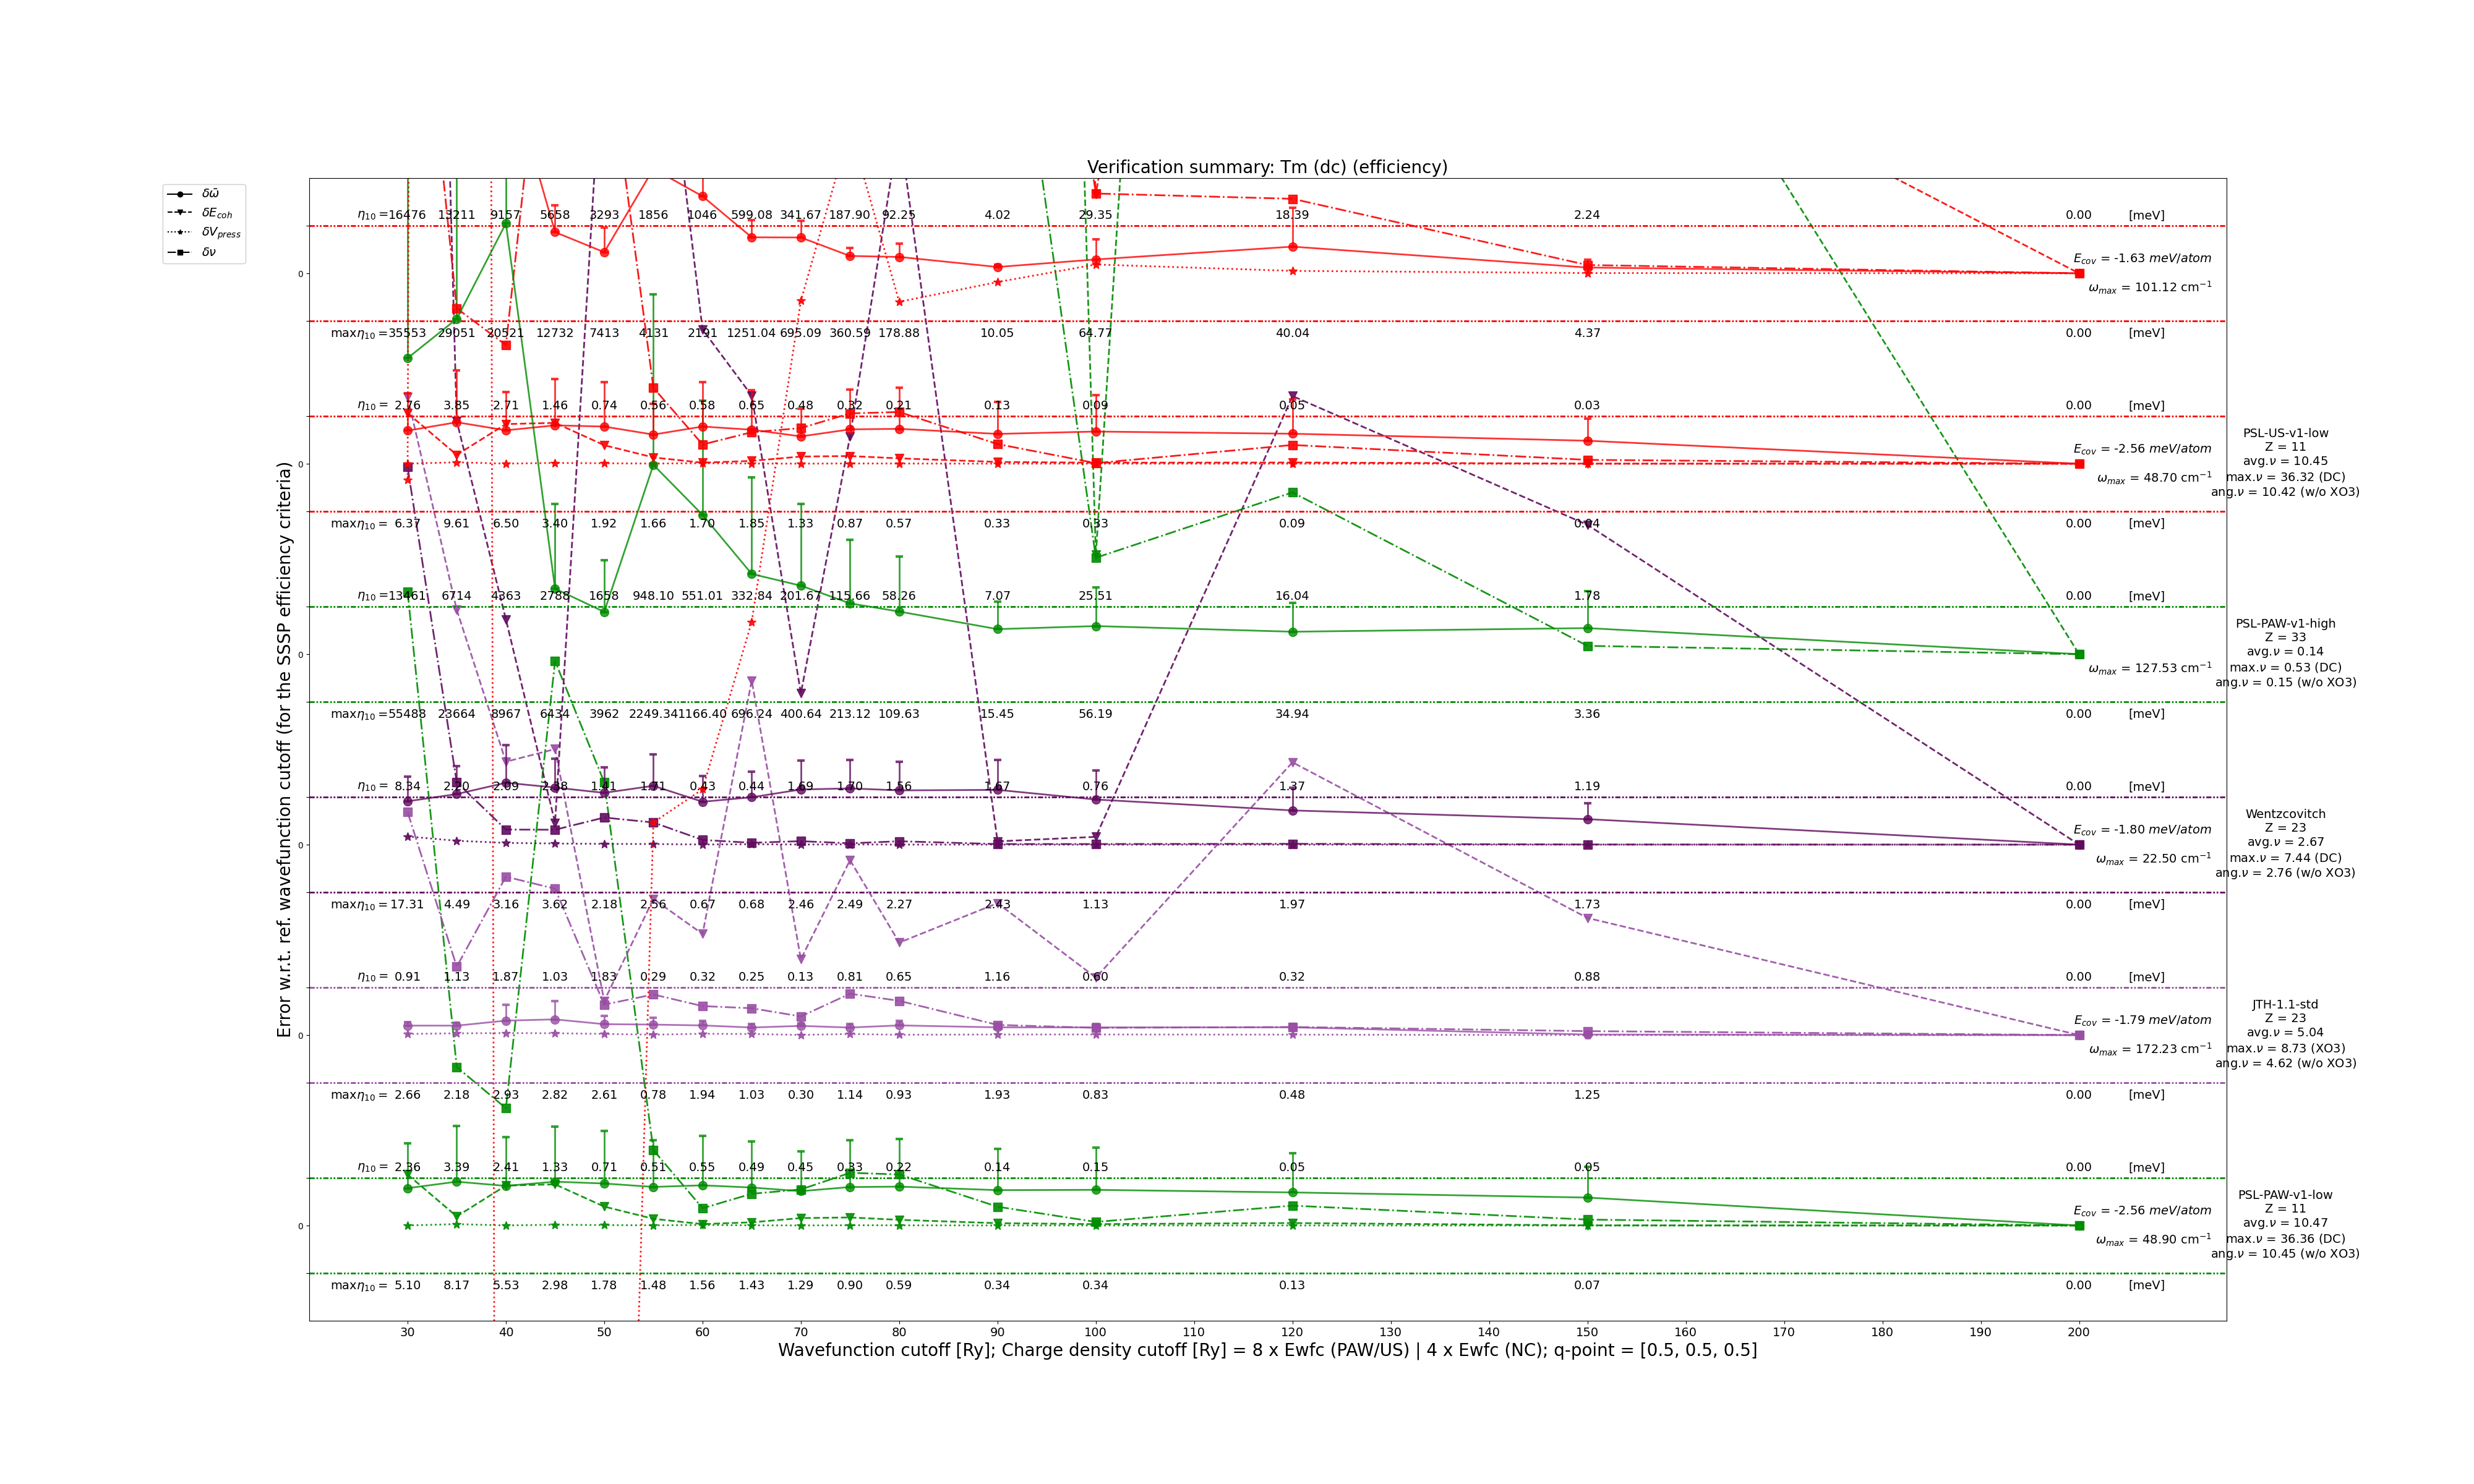 Verification summary: Tm (dc) (efficiency)
δω̄
δE_coh
δV_press
δν
Error w.r.t. ref. wavefunction cutoff (for the SSSP efficiency criteria)
η₁₀ = 16476 13211 9157 5658 3293 1856 1046 599.08 341.67 187.90 92.25 4.02 29.35 18.39 2.24 0.00 [meV]
0
E_cov = -1.63 meV/atom
ω_max = 101.12 cm⁻¹
maxη₁₀ = 35553 29051 20521 12732 7413 4131 2191 1251.04 695.09 360.59 178.88 10.05 64.77 40.04 4.37 0.00 [meV]
η₁₀ = 2.76 3.85 2.71 1.46 0.74 0.56 0.58 0.65 0.48 0.32 0.21 0.13 0.09 0.05 0.03 0.00 [meV]
0
E_cov = -2.56 meV/atom
ω_max = 48.70 cm⁻¹
PSL-US-v1-low
Z = 11
avg.ν = 10.45
max.ν = 36.32 (DC)
ang.ν = 10.42 (w/o XO3)
maxη₁₀ = 6.37 9.61 6.50 3.40 1.92 1.66 1.70 1.85 1.33 0.87 0.57 0.33 0.33 0.09 0.04 0.00 [meV]
η₁₀ = 13461 6714 4363 2788 1658 948.10 551.01 332.84 201.67 115.66 58.26 7.07 25.51 16.04 1.78 0.00 [meV]
0
ω_max = 127.53 cm⁻¹
PSL-PAW-v1-high
Z = 33
avg.ν = 0.14
max.ν = 0.53 (DC)
ang.ν = 0.15 (w/o XO3)
maxη₁₀ = 55488 23664 8967 6434 3962 2249.34 1166.40 696.24 400.64 213.12 109.63 15.45 56.19 34.94 3.36 0.00 [meV]
η₁₀ = 8.34 2.20 2.09 2.38 1.41 1.71 0.43 0.44 1.69 1.70 1.56 1.67 0.76 1.37 1.19 0.00 [meV]
0
E_cov = -1.80 meV/atom
ω_max = 22.50 cm⁻¹
Wentzcovitch
Z = 23
avg.ν = 2.67
max.ν = 7.44 (DC)
ang.ν = 2.76 (w/o XO3)
maxη₁₀ = 17.31 4.49 3.16 3.62 2.18 2.56 0.67 0.68 2.46 2.49 2.27 2.43 1.13 1.97 1.73 0.00 [meV]
η₁₀ = 0.91 1.13 1.87 1.03 1.83 0.29 0.32 0.25 0.13 0.81 0.65 1.16 0.60 0.32 0.88 0.00 [meV]
0
E_cov = -1.79 meV/atom
ω_max = 172.23 cm⁻¹
JTH-1.1-std
Z = 23
avg.ν = 5.04
max.ν = 8.73 (XO3)
ang.ν = 4.62 (w/o XO3)
maxη₁₀ = 2.66 2.18 2.93 2.82 2.61 0.78 1.94 1.03 0.30 1.14 0.93 1.93 0.83 0.48 1.25 0.00 [meV]
η₁₀ = 2.36 3.39 2.41 1.33 0.71 0.51 0.55 0.49 0.45 0.33 0.22 0.14 0.15 0.05 0.05 0.00 [meV]
0
E_cov = -2.56 meV/atom
ω_max = 48.90 cm⁻¹
PSL-PAW-v1-low
Z = 11
avg.ν = 10.47
max.ν = 36.36 (DC)
ang.ν = 10.45 (w/o XO3)
maxη₁₀ = 5.10 8.17 5.53 2.98 1.78 1.48 1.56 1.43 1.29 0.90 0.59 0.34 0.34 0.13 0.07 0.00 [meV]
30 40 50 60 70 80 90 100 110 120 130 140 150 160 170 180 190 200
Wavefunction cutoff [Ry]; Charge density cutoff [Ry] = 8 x Ewfc (PAW/US) | 4 x Ewfc (NC); q-point = [0.5, 0.5, 0.5]